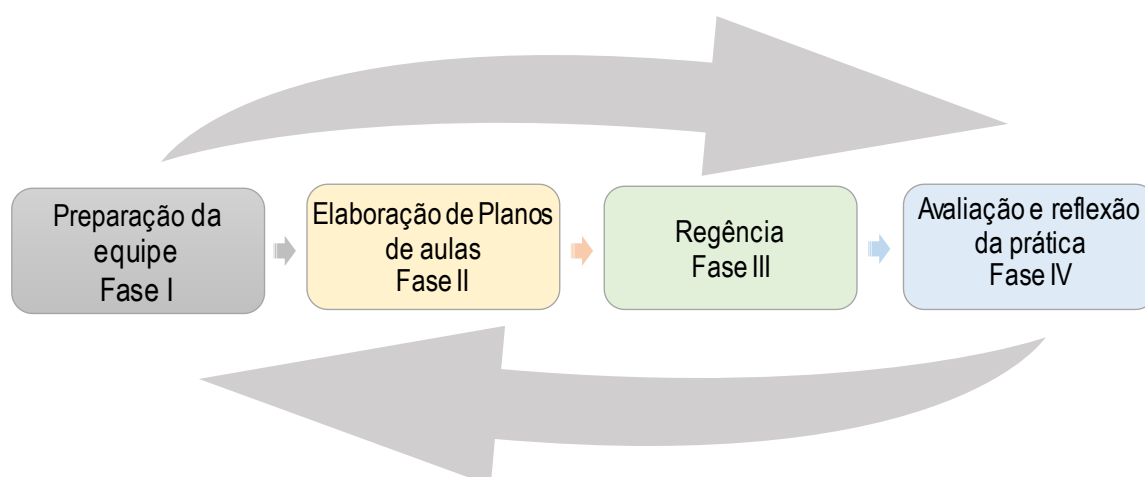 Preparação da
equipe
Fase I
Elaboração de Planos
de aulas
Fase II
Regência
Fase III
Avaliação e reflexão
da prática
Fase IV